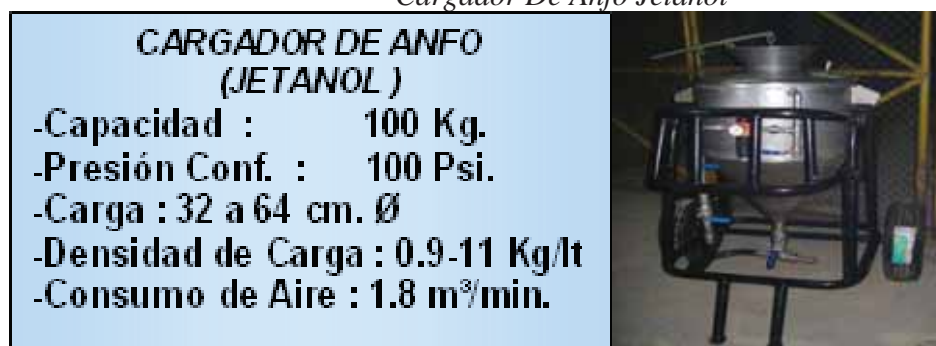 Cargador De Anfo Jetanol
CARGADOR DE ANFO
(JETANOL )
-Capacidad : 100 Kg.
-Presión Conf. : 100 Psi.
-Carga : 32 a 64 cm. Ø
-Densidad de Carga : 0.9-11 Kg/lt
-Consumo de Aire : 1.8 m³/min.